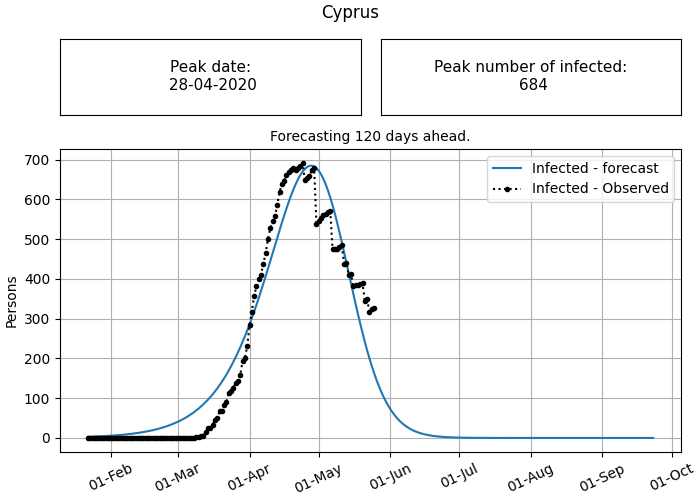 Cyprus
Peak date:
28-04-2020
Peak number of infected:
684
Forecasting 120 days ahead.
Infected - forecast
Infected - Observed
Persons
700
600
500
400
300
200
100
0
01-Feb
01-Mar
01-Apr
01-May
01-Jun
01-Jul
01-Aug
01-Sep
01-Oct